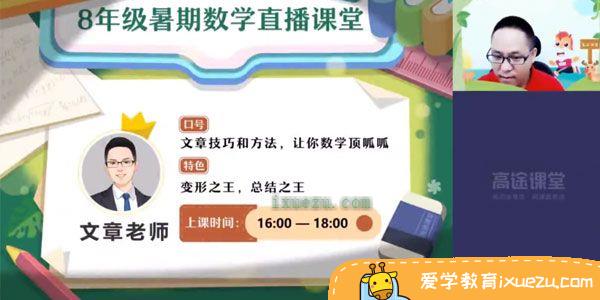 8年级暑期数学直播课堂
口号
文章技巧和方法，让你数学顶呱呱
特色
变形之王，总结之王
ixuezu.com
上课时间：
16:00 — 18:00
文章老师
高途课堂
爱学教育ixuezu.com